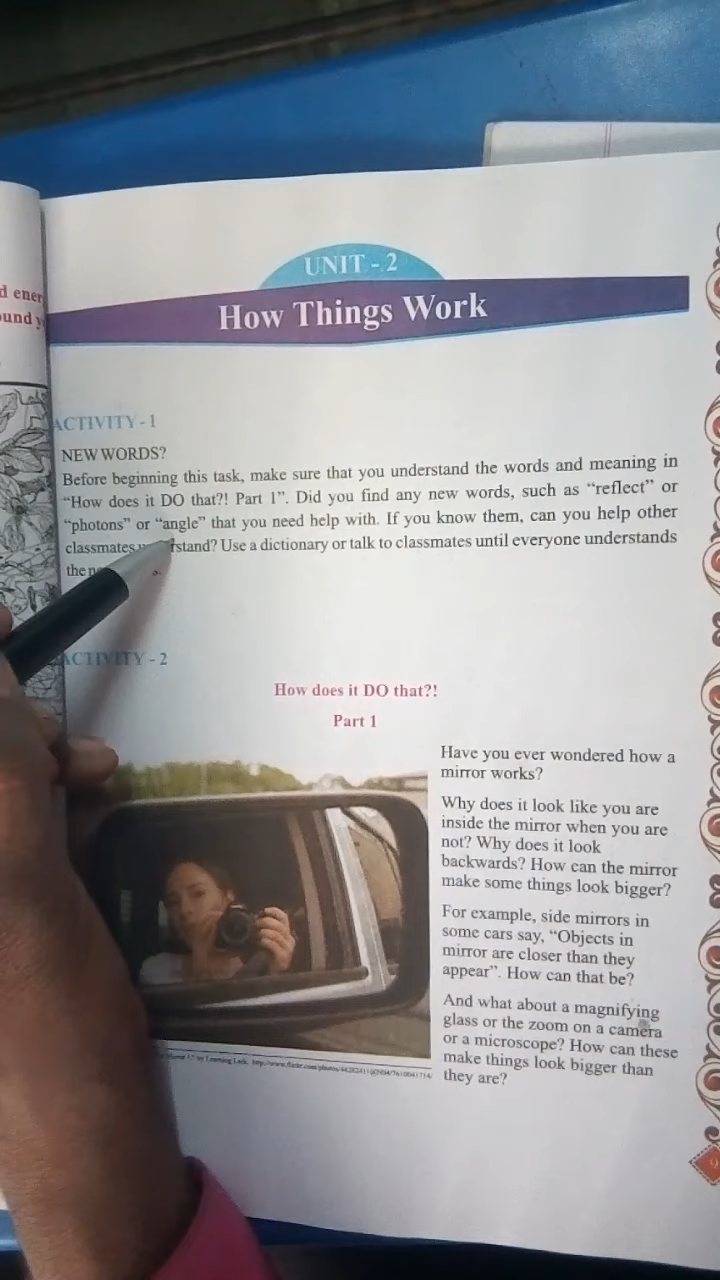 d ener
ound y
UNIT - 2
How Things Work
ACTIVITY - 1
NEW WORDS?
Before beginning this task, make sure that you understand the words and meaning in
“How does it DO that?! Part 1”. Did you find any new words, such as “reflect” or
“photons” or “angle” that you need help with. If you know them, can you help other
classmates rstand? Use a dictionary or talk to classmates until everyone understands
the
ACTIVITY - 2
How does it DO that?!
Part 1
Have you ever wondered how a
mirror works?
Why does it look like you are
inside the mirror when you are
not? Why does it look
backwards? How can the mirror
make some things look bigger?
For example, side mirrors in
some cars say, “Objects in
mirror are closer than they
appear”. How can that be?
And what about a magnifying
glass or the zoom on a camera
or a microscope? How can these
make things look bigger than
they are?
9